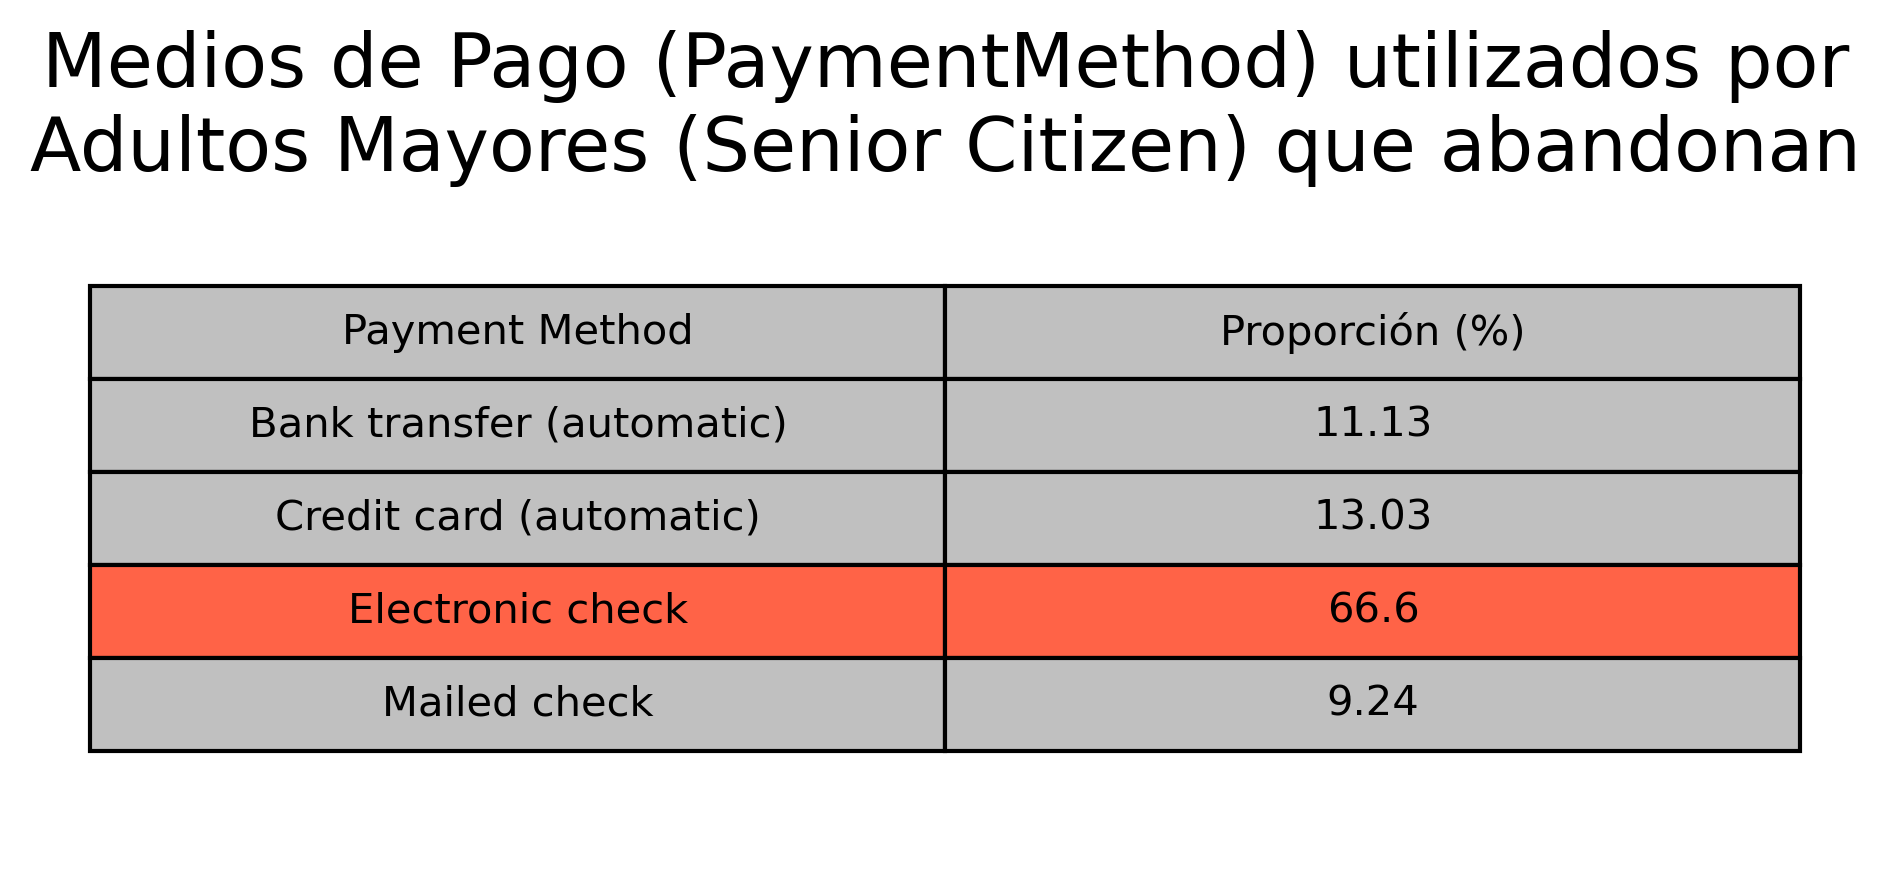 Medios de Pago (PaymentMethod) utilizados por
Adultos Mayores (Senior Citizen) que abandonan
Payment Method Proporción (%)
Bank transfer (automatic) 11.13
Credit card (automatic) 13.03
Electronic check 66.6
Mailed check 9.24